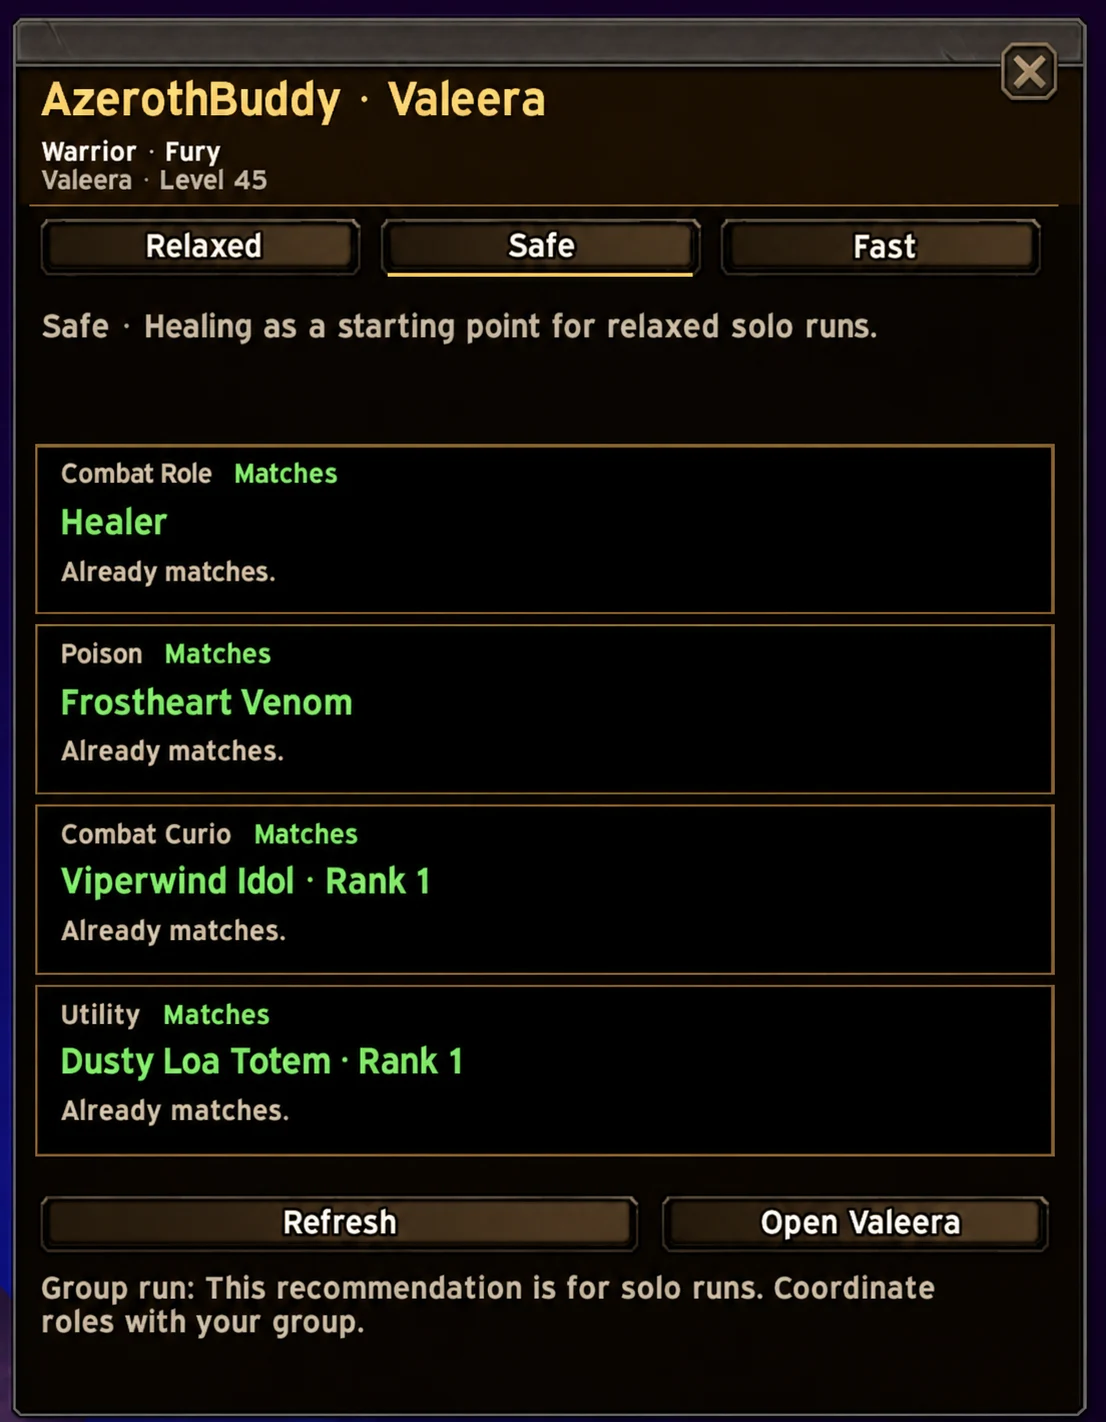 AzerothBuddy · Valeera
Warrior · Fury
Valeera · Level 45
Relaxed
Safe
Fast
Safe · Healing as a starting point for relaxed solo runs.
Combat Role Matches
Healer
Already matches.
Poison Matches
Frostheart Venom
Already matches.
Combat Curio Matches
Viperwind Idol · Rank 1
Already matches.
Utility Matches
Dusty Loa Totem · Rank 1
Already matches.
Refresh
Open Valeera
Group run: This recommendation is for solo runs. Coordinate
roles with your group.